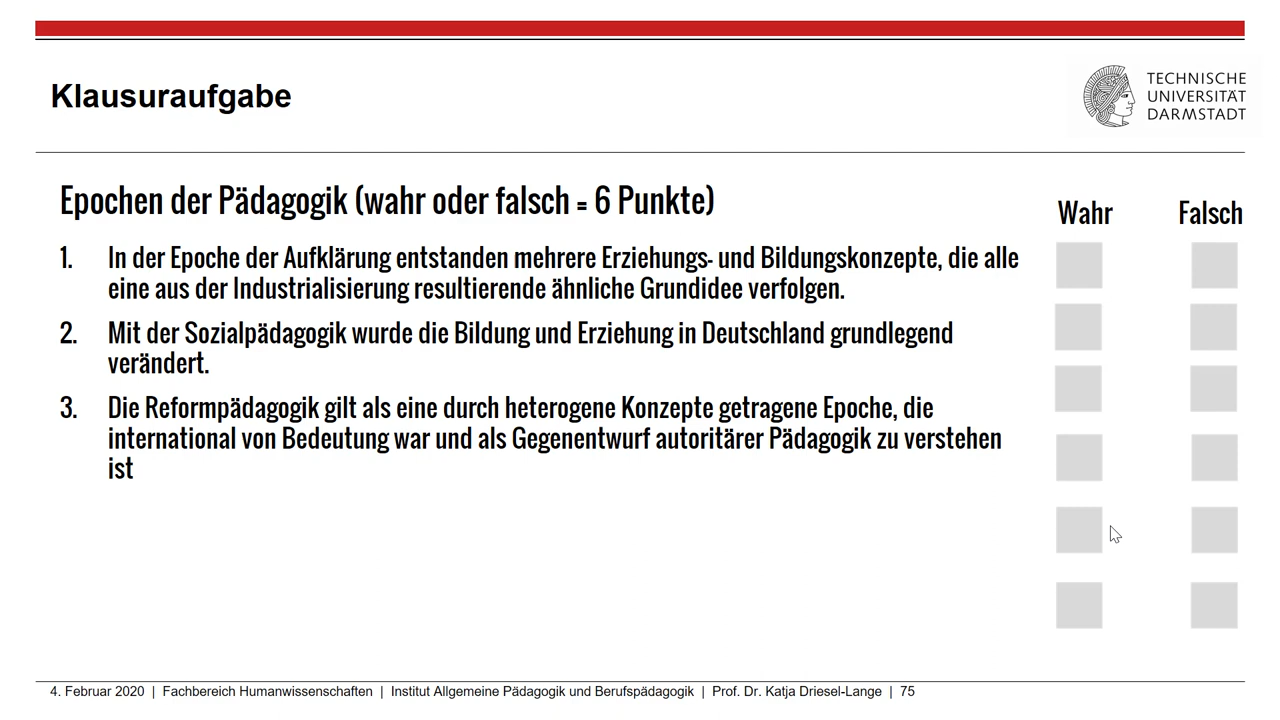 Klausuraufgabe
TECHNISCHE
UNIVERSITÄT
DARMSTADT
Epochen der Pädagogik (wahr oder falsch = 6 Punkte)
Wahr
Falsch
1. In der Epoche der Aufklärung entstanden mehrere Erziehungs- und Bildungskonzepte, die alle
eine aus der Industrialisierung resultierende ähnliche Grundidee verfolgen.
2. Mit der Sozialpädagogik wurde die Bildung und Erziehung in Deutschland grundlegend
verändert.
3. Die Reformpädagogik gilt als eine durch heterogene Konzepte getragene Epoche, die
international von Bedeutung war und als Gegenentwurf autoritärer Pädagogik zu verstehen
ist
4. Februar 2020 | Fachbereich Humanwissenschaften | Institut Allgemeine Pädagogik und Berufspädagogik | Prof. Dr. Katja Driesel-Lange | 75